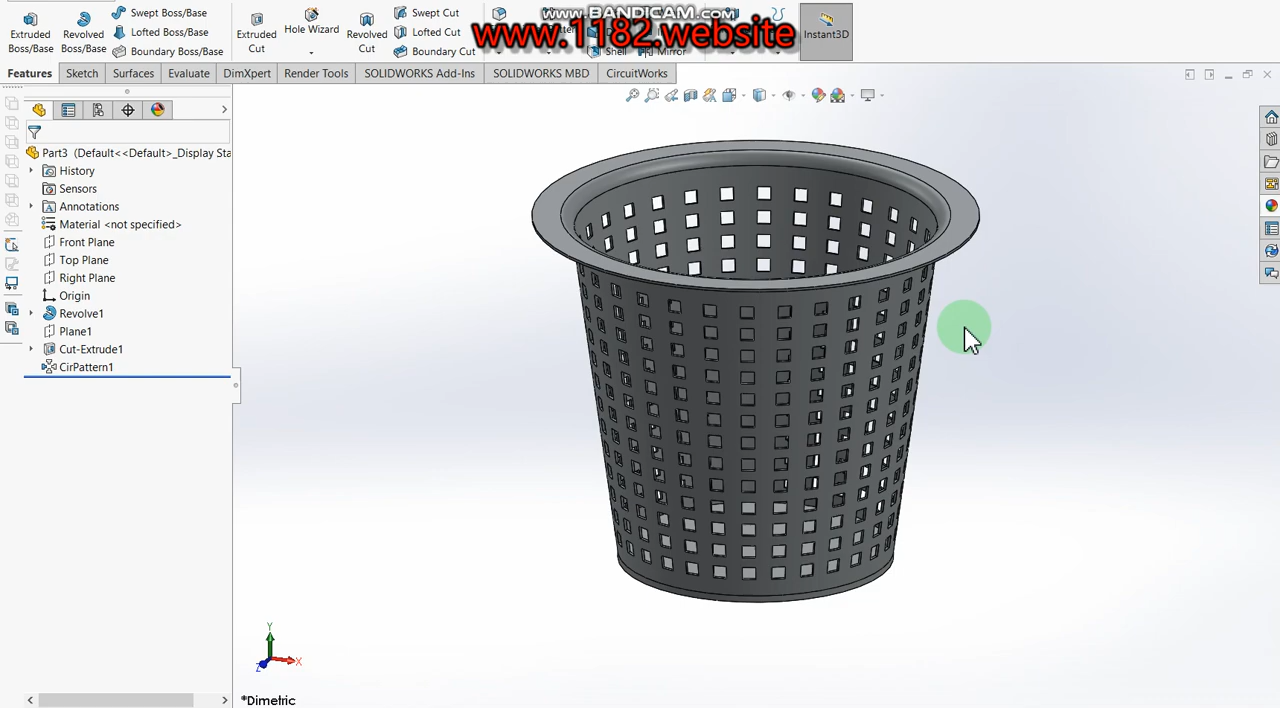 www.BANDICAM.com
www.1182.website
Extruded Boss/Base
Revolved Boss/Base
Swept Boss/Base
Lofted Boss/Base
Boundary Boss/Base
Extruded Cut
Hole Wizard
Revolved Cut
Swept Cut
Lofted Cut
Boundary Cut
Shell
Mirror
Instant3D
Features
Sketch
Surfaces
Evaluate
DimXpert
Render Tools
SOLIDWORKS Add-Ins
SOLIDWORKS MBD
CircuitWorks
Part3 (Default<<Default>_Display Sta
History
Sensors
Annotations
Material <not specified>
Front Plane
Top Plane
Right Plane
Origin
Revolve1
Plane1
Cut-Extrude1
CirPattern1
Y
X
Z
*Dimetric